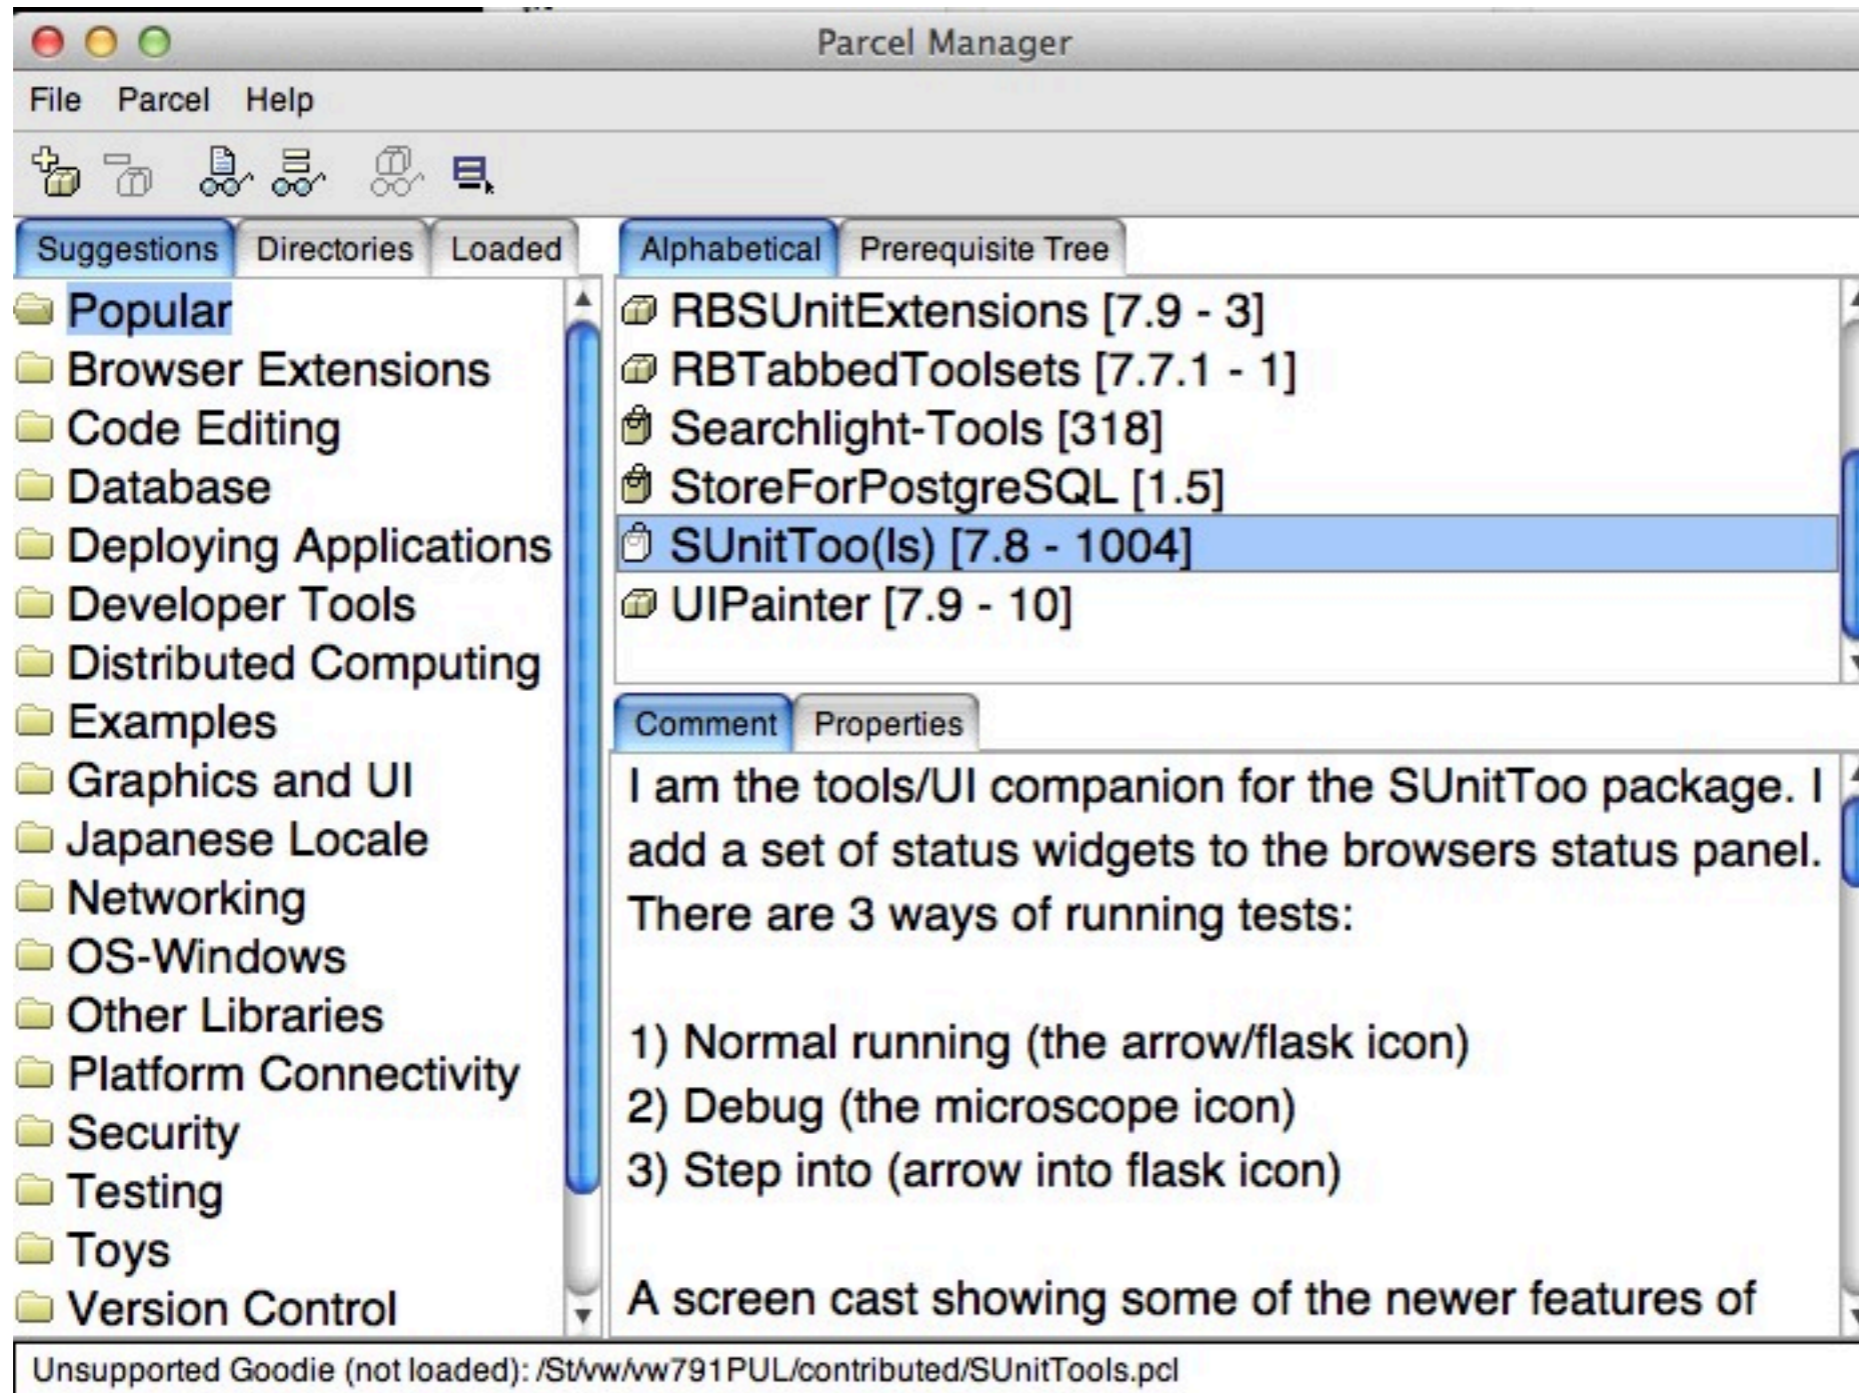 Parcel Manager
File Parcel Help
Suggestions Directories Loaded
Popular
Browser Extensions
Code Editing
Database
Deploying Applications
Developer Tools
Distributed Computing
Examples
Graphics and UI
Japanese Locale
Networking
OS-Windows
Other Libraries
Platform Connectivity
Security
Testing
Toys
Version Control
Alphabetical Prerequisite Tree
RBSUnitExtensions [7.9 - 3]
RBTabbedToolsets [7.7.1 - 1]
Searchlight-Tools [318]
StoreForPostgreSQL [1.5]
SUnitToo(ls) [7.8 - 1004]
UIPainter [7.9 - 10]
Comment Properties
I am the tools/UI companion for the SUnitToo package. I
add a set of status widgets to the browsers status panel.
There are 3 ways of running tests:
1) Normal running (the arrow/flask icon)
2) Debug (the microscope icon)
3) Step into (arrow into flask icon)
A screen cast showing some of the newer features of
Unsupported Goodie (not loaded): /St/vw/vw791PUL/contributed/SUnitTools.pcl